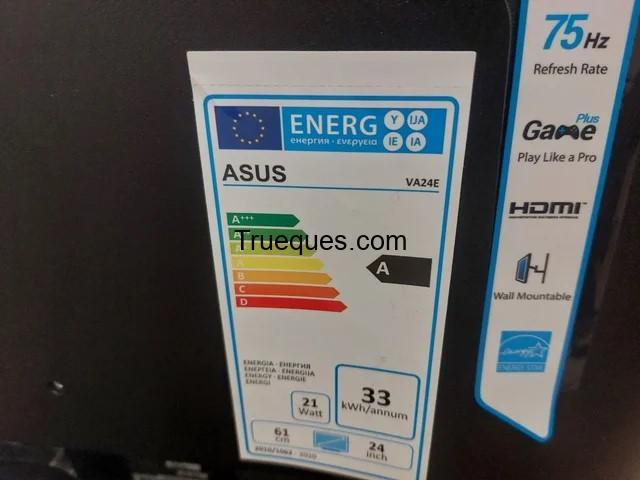 75Hz
Refresh Rate
Game Plus
Play Like a Pro
HDMI
Wall Mountable
ENERGY STAR
ENERG Y IJA
енергия · ενεργεια IE IA
ASUS VA24E
A+++
Trueques.com
A
A
B
C
D
ENERGIA · ЕНЕРГИЯ
ΕΝΕΡΓΕΙΑ · ENERGIJA
ENERGY · ENERGIE
ENERGI
21
Watt
33
kWh/annum
61
cm
24
inch
2010/1062 - 2020